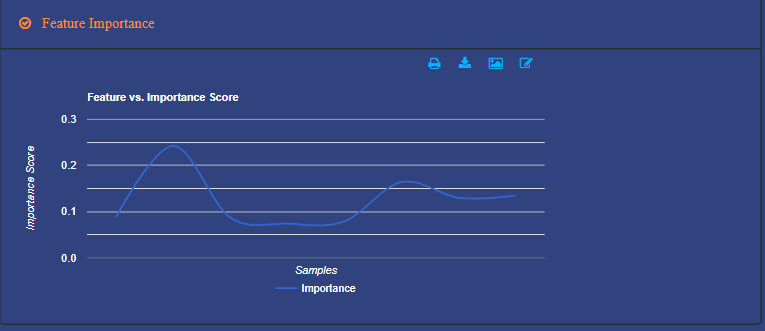 Feature Importance
Feature vs. Importance Score
0.3
0.2
0.1
0.0
Importance Score
Samples
Importance